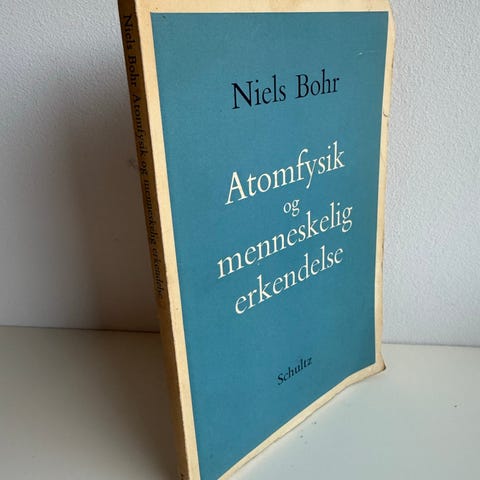 Niels Bohr Atomfysik og menneskelig erkendelse
Niels Bohr
Atomfysik
og
menneskelig
erkendelse
Schultz